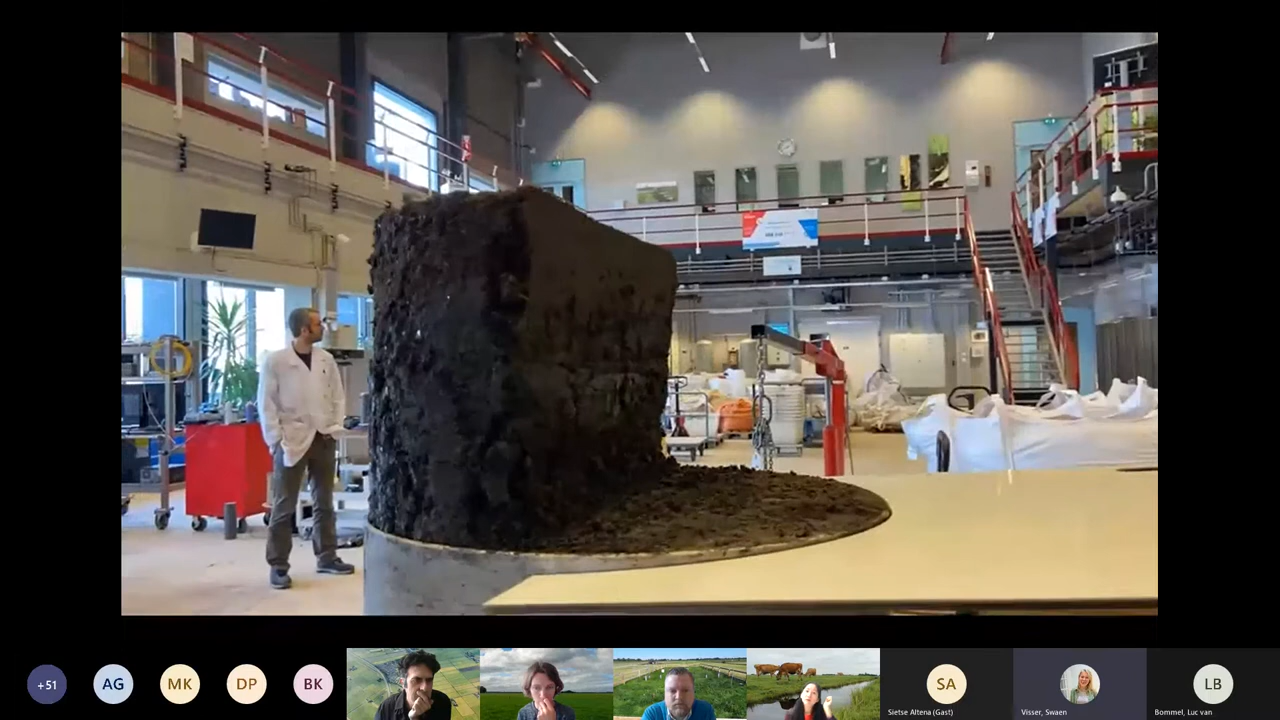 +51
AG
MK
DP
BK
SA
LB
Sietse Altena (Gast)
Visser, Swaen
Bommel, Luc van